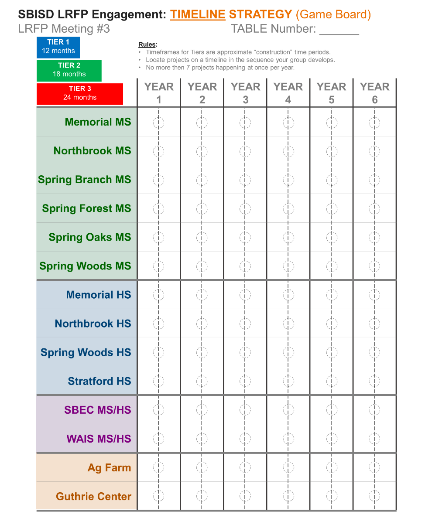 SBISD LRFP Engagement: TIMELINE STRATEGY (Game Board)
LRFP Meeting #3 TABLE Number: _______
TIER 1
12 months
TIER 2
18 months
TIER 3
24 months
Rules:
• Timeframes for Tiers are approximate "construction" time periods.
• Locate projects on a timeline in the sequence your group develops.
• No more then 7 projects happening at once per year.
YEAR 1 YEAR 2 YEAR 3 YEAR 4 YEAR 5 YEAR 6
Memorial MS
Northbrook MS
Spring Branch MS
Spring Forest MS
Spring Oaks MS
Spring Woods MS
Memorial HS
Northbrook HS
Spring Woods HS
Stratford HS
SBEC MS/HS
WAIS MS/HS
Ag Farm
Guthrie Center